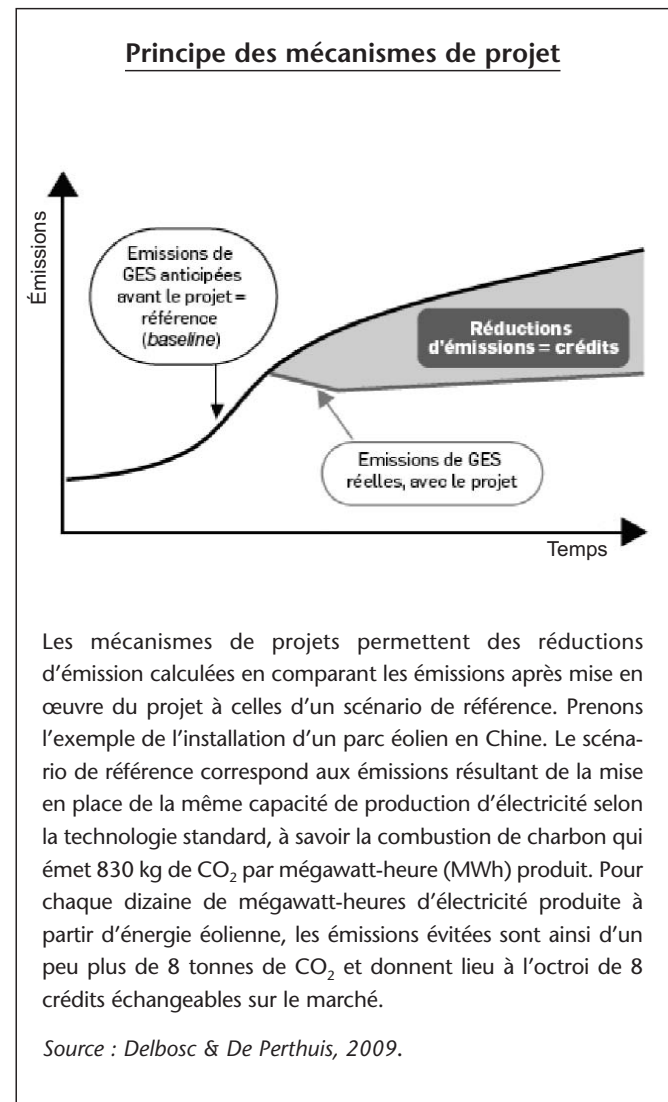 Principe des mécanismes de projet
Émissions
Emissions de
GES anticipées
avant le projet =
référence
(baseline)
Réductions
d'émissions = crédits
Emissions de GES
réelles, avec le projet
Temps
Les mécanismes de projets permettent des réductions
d'émission calculées en comparant les émissions après mise en
œuvre du projet à celles d'un scénario de référence. Prenons
l'exemple de l'installation d'un parc éolien en Chine. Le scéna-
rio de référence correspond aux émissions résultant de la mise
en place de la même capacité de production d'électricité selon
la technologie standard, à savoir la combustion de charbon qui
émet 830 kg de CO₂ par mégawatt-heure (MWh) produit. Pour
chaque dizaine de mégawatt-heures d'électricité produite à
partir d'énergie éolienne, les émissions évitées sont ainsi d'un
peu plus de 8 tonnes de CO₂ et donnent lieu à l'octroi de 8
crédits échangeables sur le marché.
Source : Delbosc & De Perthuis, 2009.